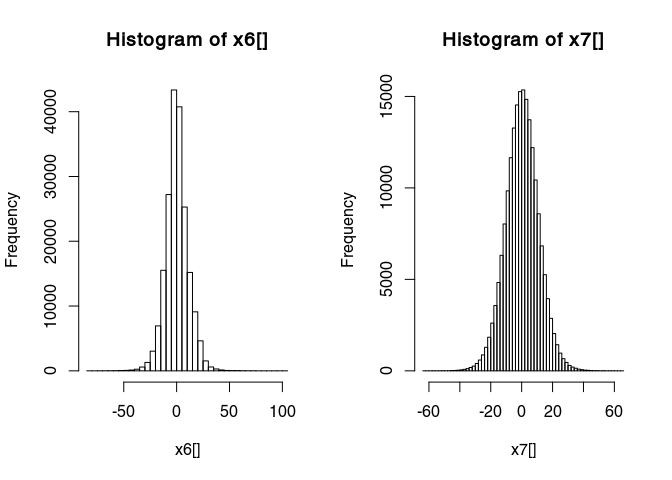 Histogram of x6[]
Frequency
40000
30000
20000
10000
0
-50 0 50 100
x6[]
Histogram of x7[]
Frequency
15000
10000
5000
0
-60 -20 0 20 60
x7[]